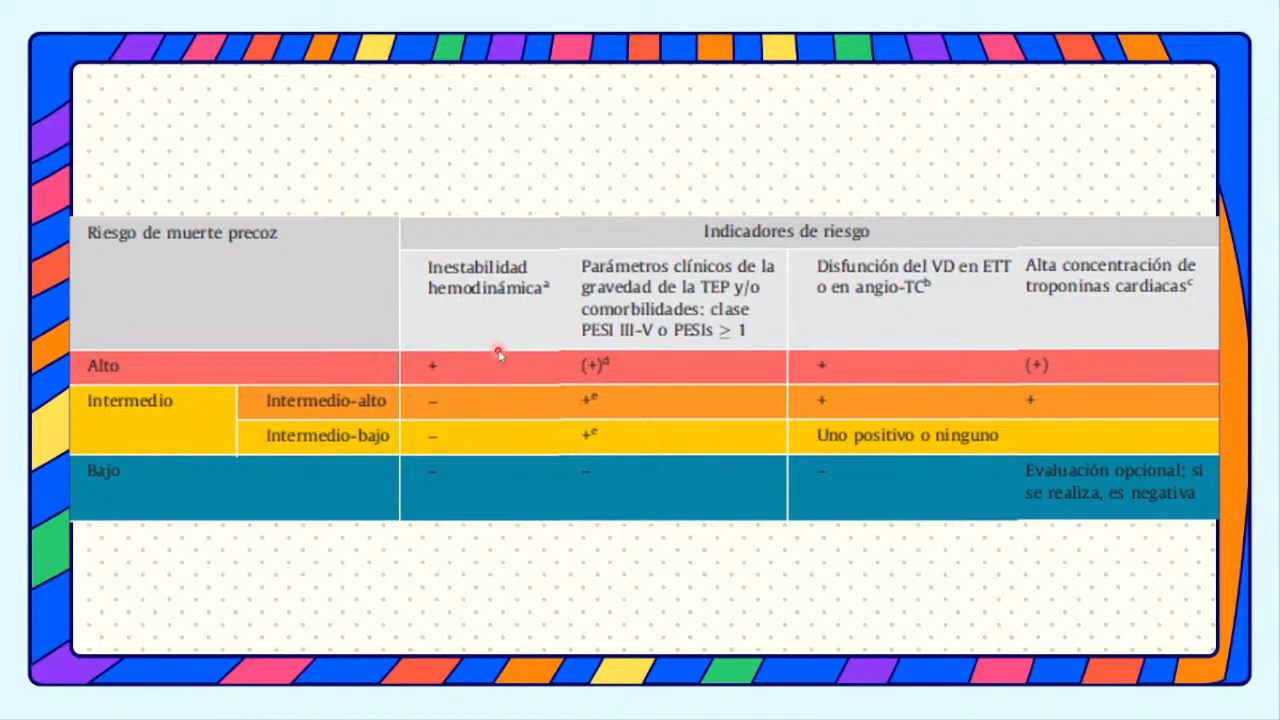 Riesgo de muerte precoz
Indicadores de riesgo
Inestabilidad
hemodinámicaᵃ
Parámetros clínicos de la
gravedad de la TEP y/o
comorbilidades: clase
PESI III-V o PESIs ≥ 1
Disfunción del VD en ETT
o en angio-TCᵇ
Alta concentración de
troponinas cardiacasᶜ
Alto + (+)ᵈ + (+)
Intermedio Intermedio-alto – +ᵉ + +
Intermedio-bajo – +ᵉ Uno positivo o ninguno
Bajo – – – Evaluación opcional; si
se realiza, es negativa